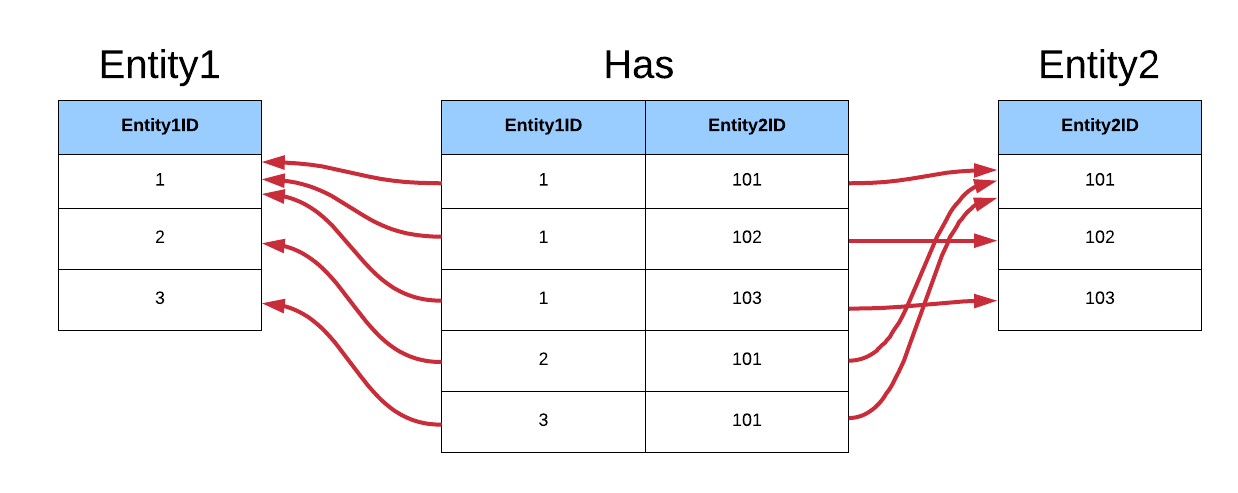 Entity1 Has Entity2
Entity1ID Entity1ID Entity2ID Entity2ID
1 1 101 101
2 1 102 102
3 1 103 103
2 101
3 101